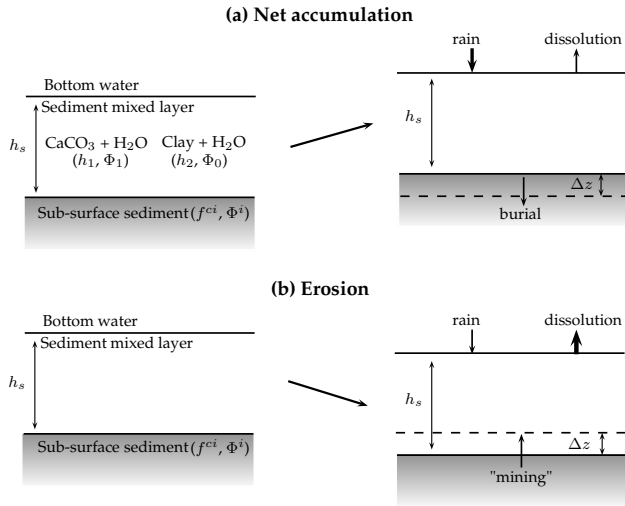 (a) Net accumulation
rain
dissolution
Bottom water
Sediment mixed layer
h_s
CaCO₃ + H₂O
Clay + H₂O
(h₁, Φ₁)
(h₂, Φ₀)
h_s
Sub-surface sediment(f^{ci}, Φ^i)
Δz
burial
(b) Erosion
rain
dissolution
Bottom water
Sediment mixed layer
h_s
h_s
Sub-surface sediment (f^{ci}, Φ^i)
Δz
"mining"